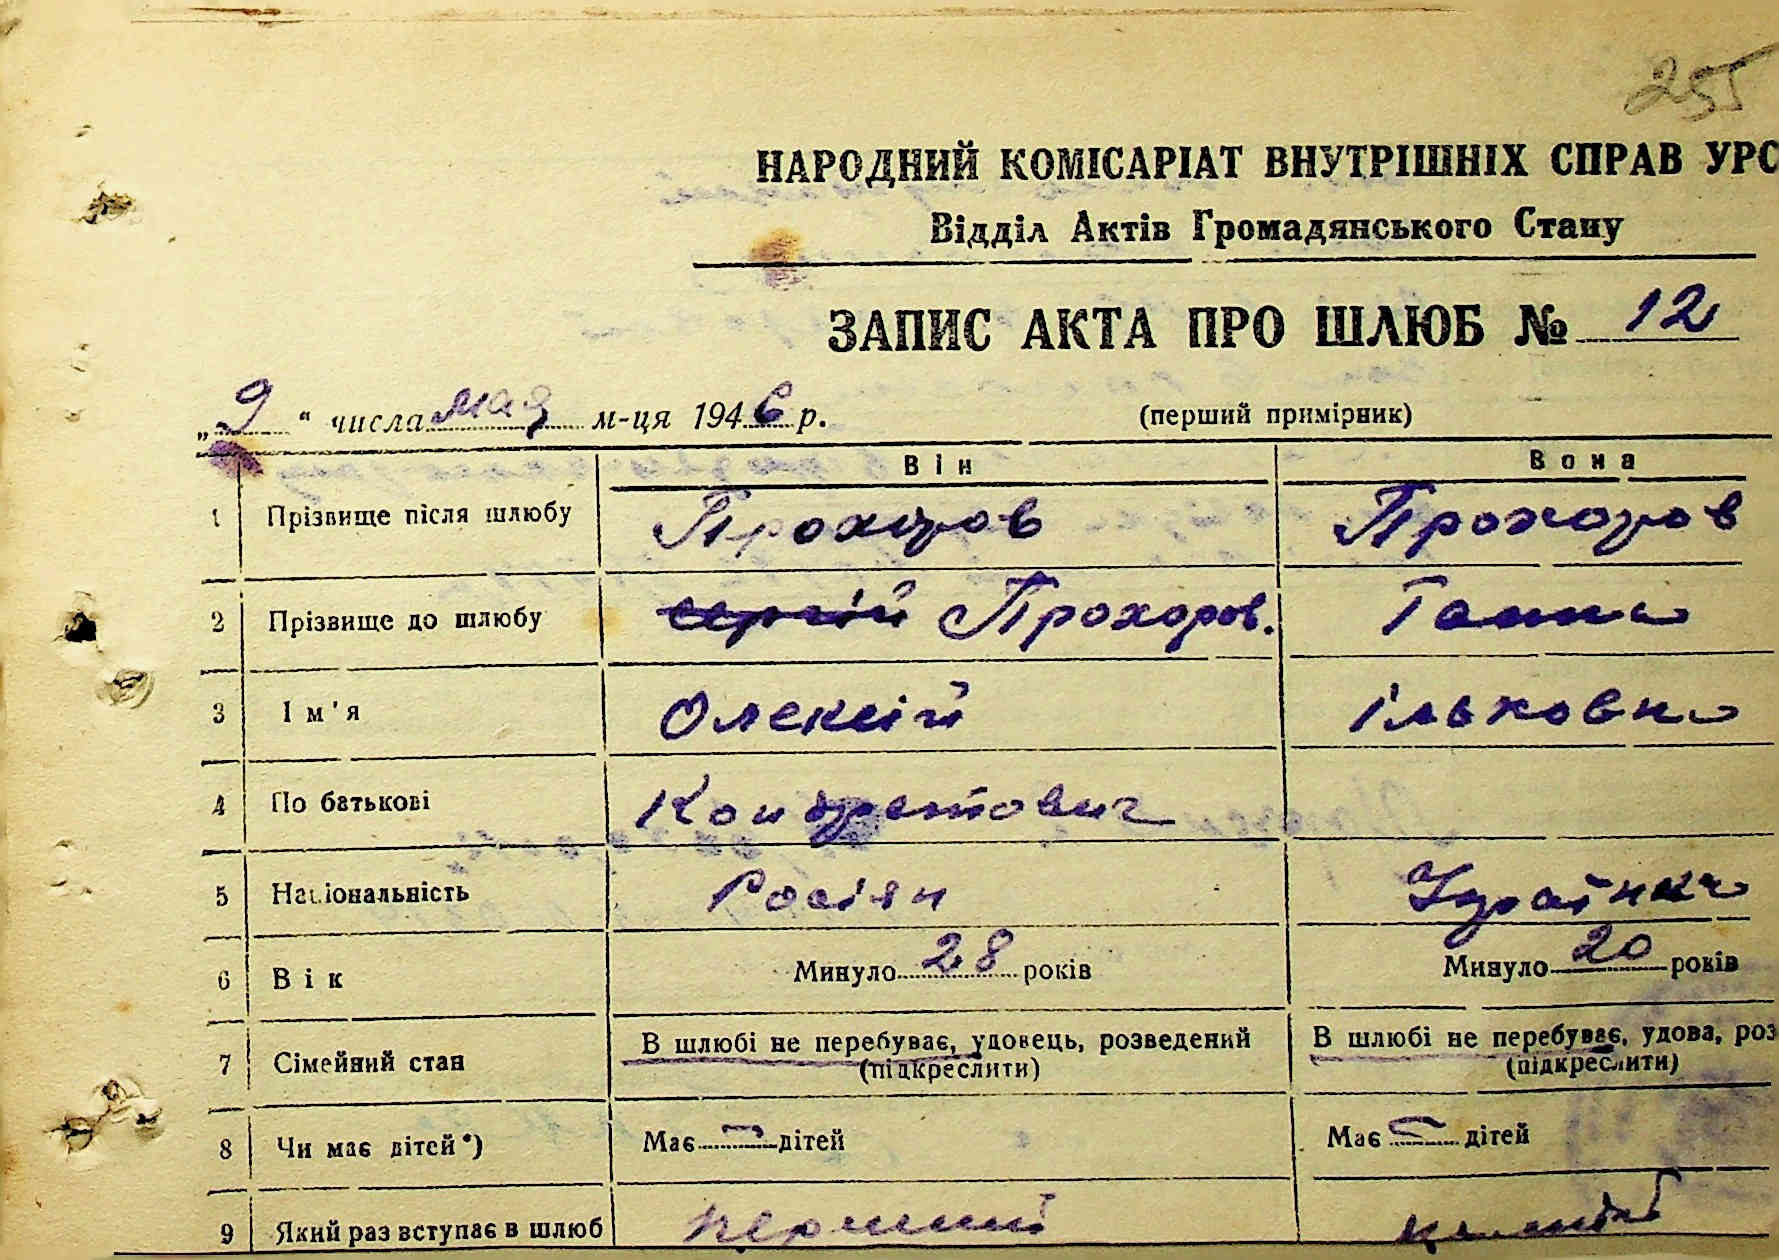 255
НАРОДНИЙ КОМІСАРІАТ ВНУТРІШНІХ СПРАВ УРС
Відділ Актів Громадянського Стану
ЗАПИС АКТА ПРО ШЛЮБ № 12
„9“ числа мая м-ця 1946 р. (перший примірник)
Він Вона
1 Прізвище після шлюбу Прохоров Прохоров
2 Прізвище до шлюбу Сергій Прохоров. Ганна
3 Ім'я Олексій Ільковна
4 По батькові Кондратович
5 Національність Росіян Українка
6 Вік Минуло 28 років Минуло 20 років
7 Сімейний стан В шлюбі не перебуває, удовець, розведений В шлюбі не перебуває, удова, роз
(підкреслити) (підкреслити)
8 Чи має дітей*) Має — дітей Має — дітей
9 Який раз вступає в шлюб перший